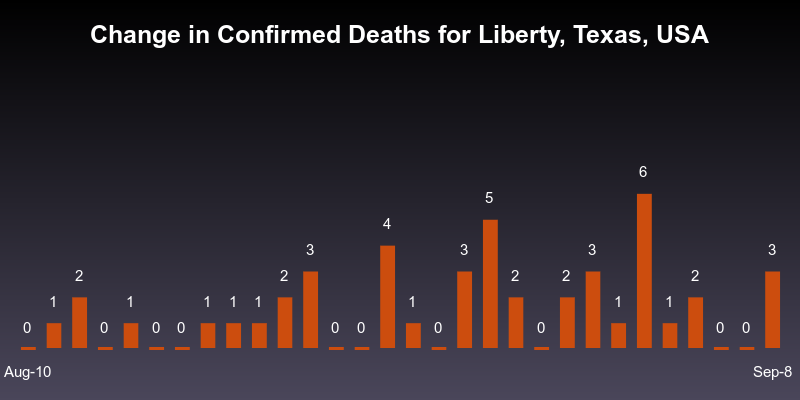 Change in Confirmed Deaths for Liberty, Texas, USA
0 1 2 0 1 0 0 1 1 1 2 3 0 0 4 1 0 3 5 2 0 2 3 1 6 1 2 0 0 3
Aug-10 Sep-8